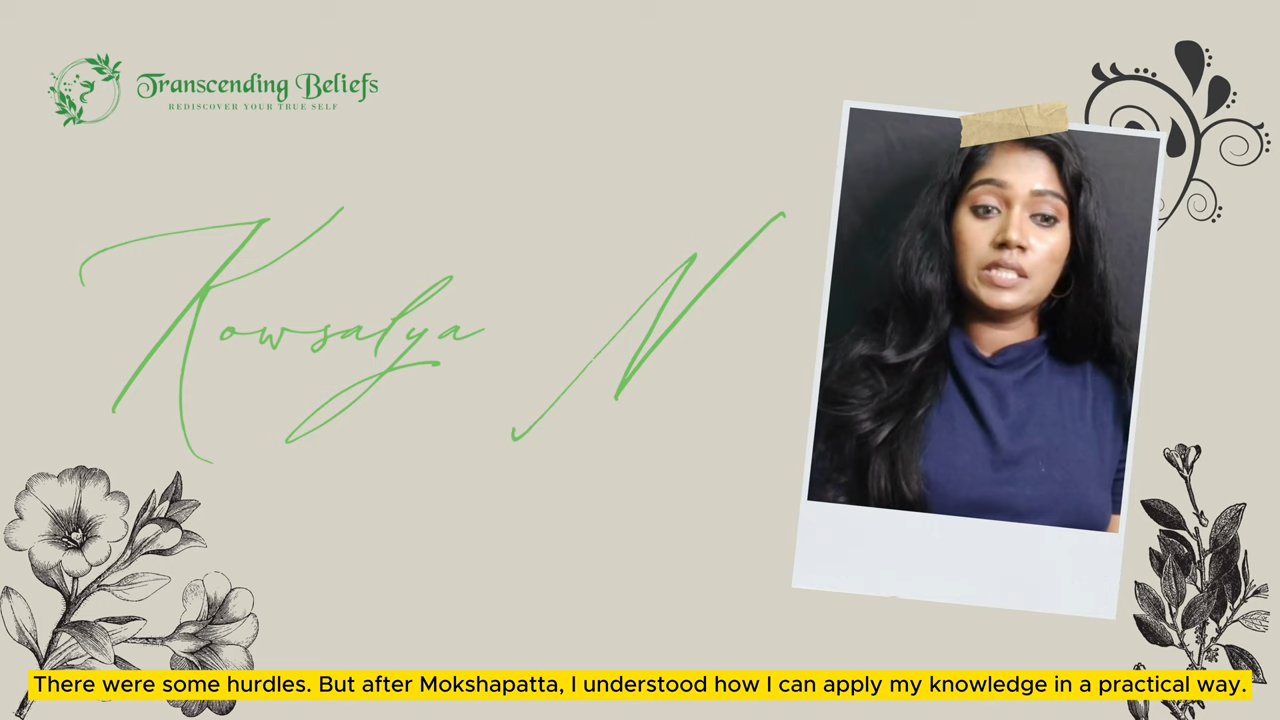 Transcending Beliefs
REDISCOVER YOUR TRUE SELF
Kowsalya N
There were some hurdles. But after Mokshapatta, I understood how I can apply my knowledge in a practical way.